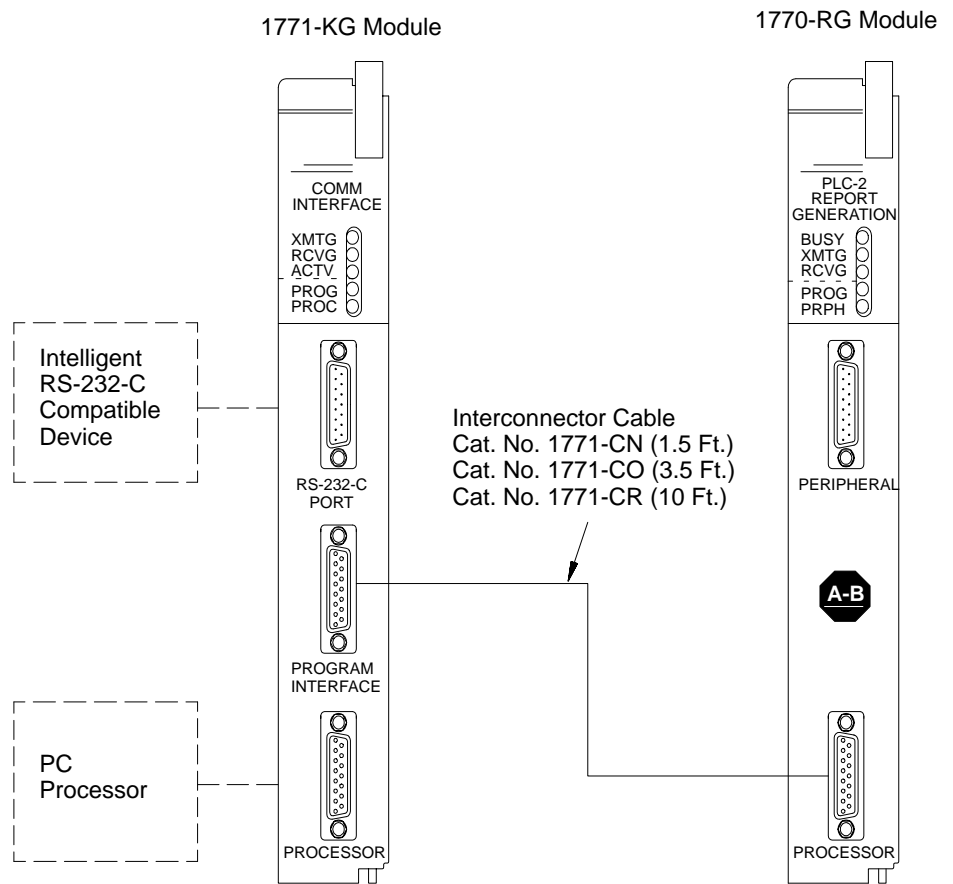 1771-KG Module
1770-RG Module
COMM
INTERFACE
XMTG
RCVG
ACTV
PROG
PROC
PLC-2
REPORT
GENERATION
BUSY
XMTG
RCVG
PROG
PRPH
Intelligent
RS-232-C
Compatible
Device
Interconnector Cable
Cat. No. 1771-CN (1.5 Ft.)
Cat. No. 1771-CO (3.5 Ft.)
Cat. No. 1771-CR (10 Ft.)
RS-232-C
PORT
PERIPHERAL
A-B
PROGRAM
INTERFACE
PC
Processor
PROCESSOR
PROCESSOR